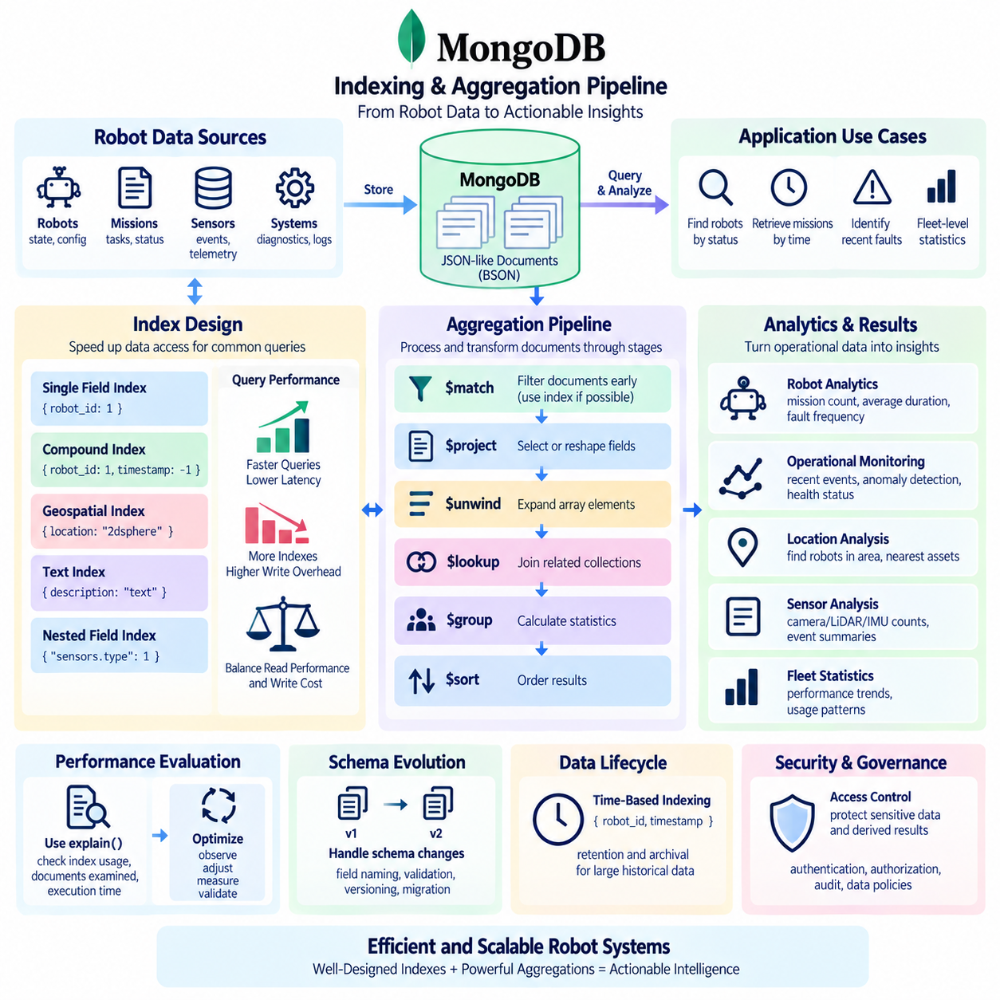 MongoDB
Indexing & Aggregation Pipeline
From Robot Data to Actionable Insights
Robot Data Sources
Robots
state, config
Missions
tasks, status
Sensors
events,
telemetry
Systems
diagnostics, logs
Store
MongoDB
JSON-like Documents
(BSON)
Query
& Analyze
Application Use Cases
Find robots
by status
Retrieve missions
by time
Identify
recent faults
Fleet-level
statistics
Index Design
Speed up data access for common queries
Single Field Index
{ robot_id: 1 }
Compound Index
{ robot_id: 1, timestamp: -1 }
Geospatial Index
{ location: "2dsphere" }
Text Index
{ description: "text" }
Nested Field Index
{ "sensors.type": 1 }
Query Performance
Faster Queries
Lower Latency
More Indexes
Higher Write Overhead
Balance Read Performance
and Write Cost
Aggregation Pipeline
Process and transform documents through stages
$match
Filter documents early
(use index if possible)
$project
Select or reshape fields
$unwind
Expand array elements
$lookup
Join related collections
$group
Calculate statistics
$sort
Order results
Analytics & Results
Turn operational data into insights
Robot Analytics
mission count, average duration,
fault frequency
Operational Monitoring
recent events, anomaly detection,
health status
Location Analysis
find robots in area, nearest assets
Sensor Analysis
camera/LiDAR/IMU counts,
event summaries
Fleet Statistics
performance trends,
usage patterns
Performance Evaluation
Use explain()
check index usage,
documents examined,
execution time
Optimize
observe
adjust
measure
validate
Schema Evolution
v1
v2
Handle schema changes
field naming, validation,
versioning, migration
Data Lifecycle
Time-Based Indexing
{ robot_id, timestamp }
retention and archival
for large historical data
Security & Governance
Access Control
protect sensitive data
and derived results
authentication, authorization,
audit, data policies
Efficient and Scalable Robot Systems
Well-Designed Indexes + Powerful Aggregations = Actionable Intelligence